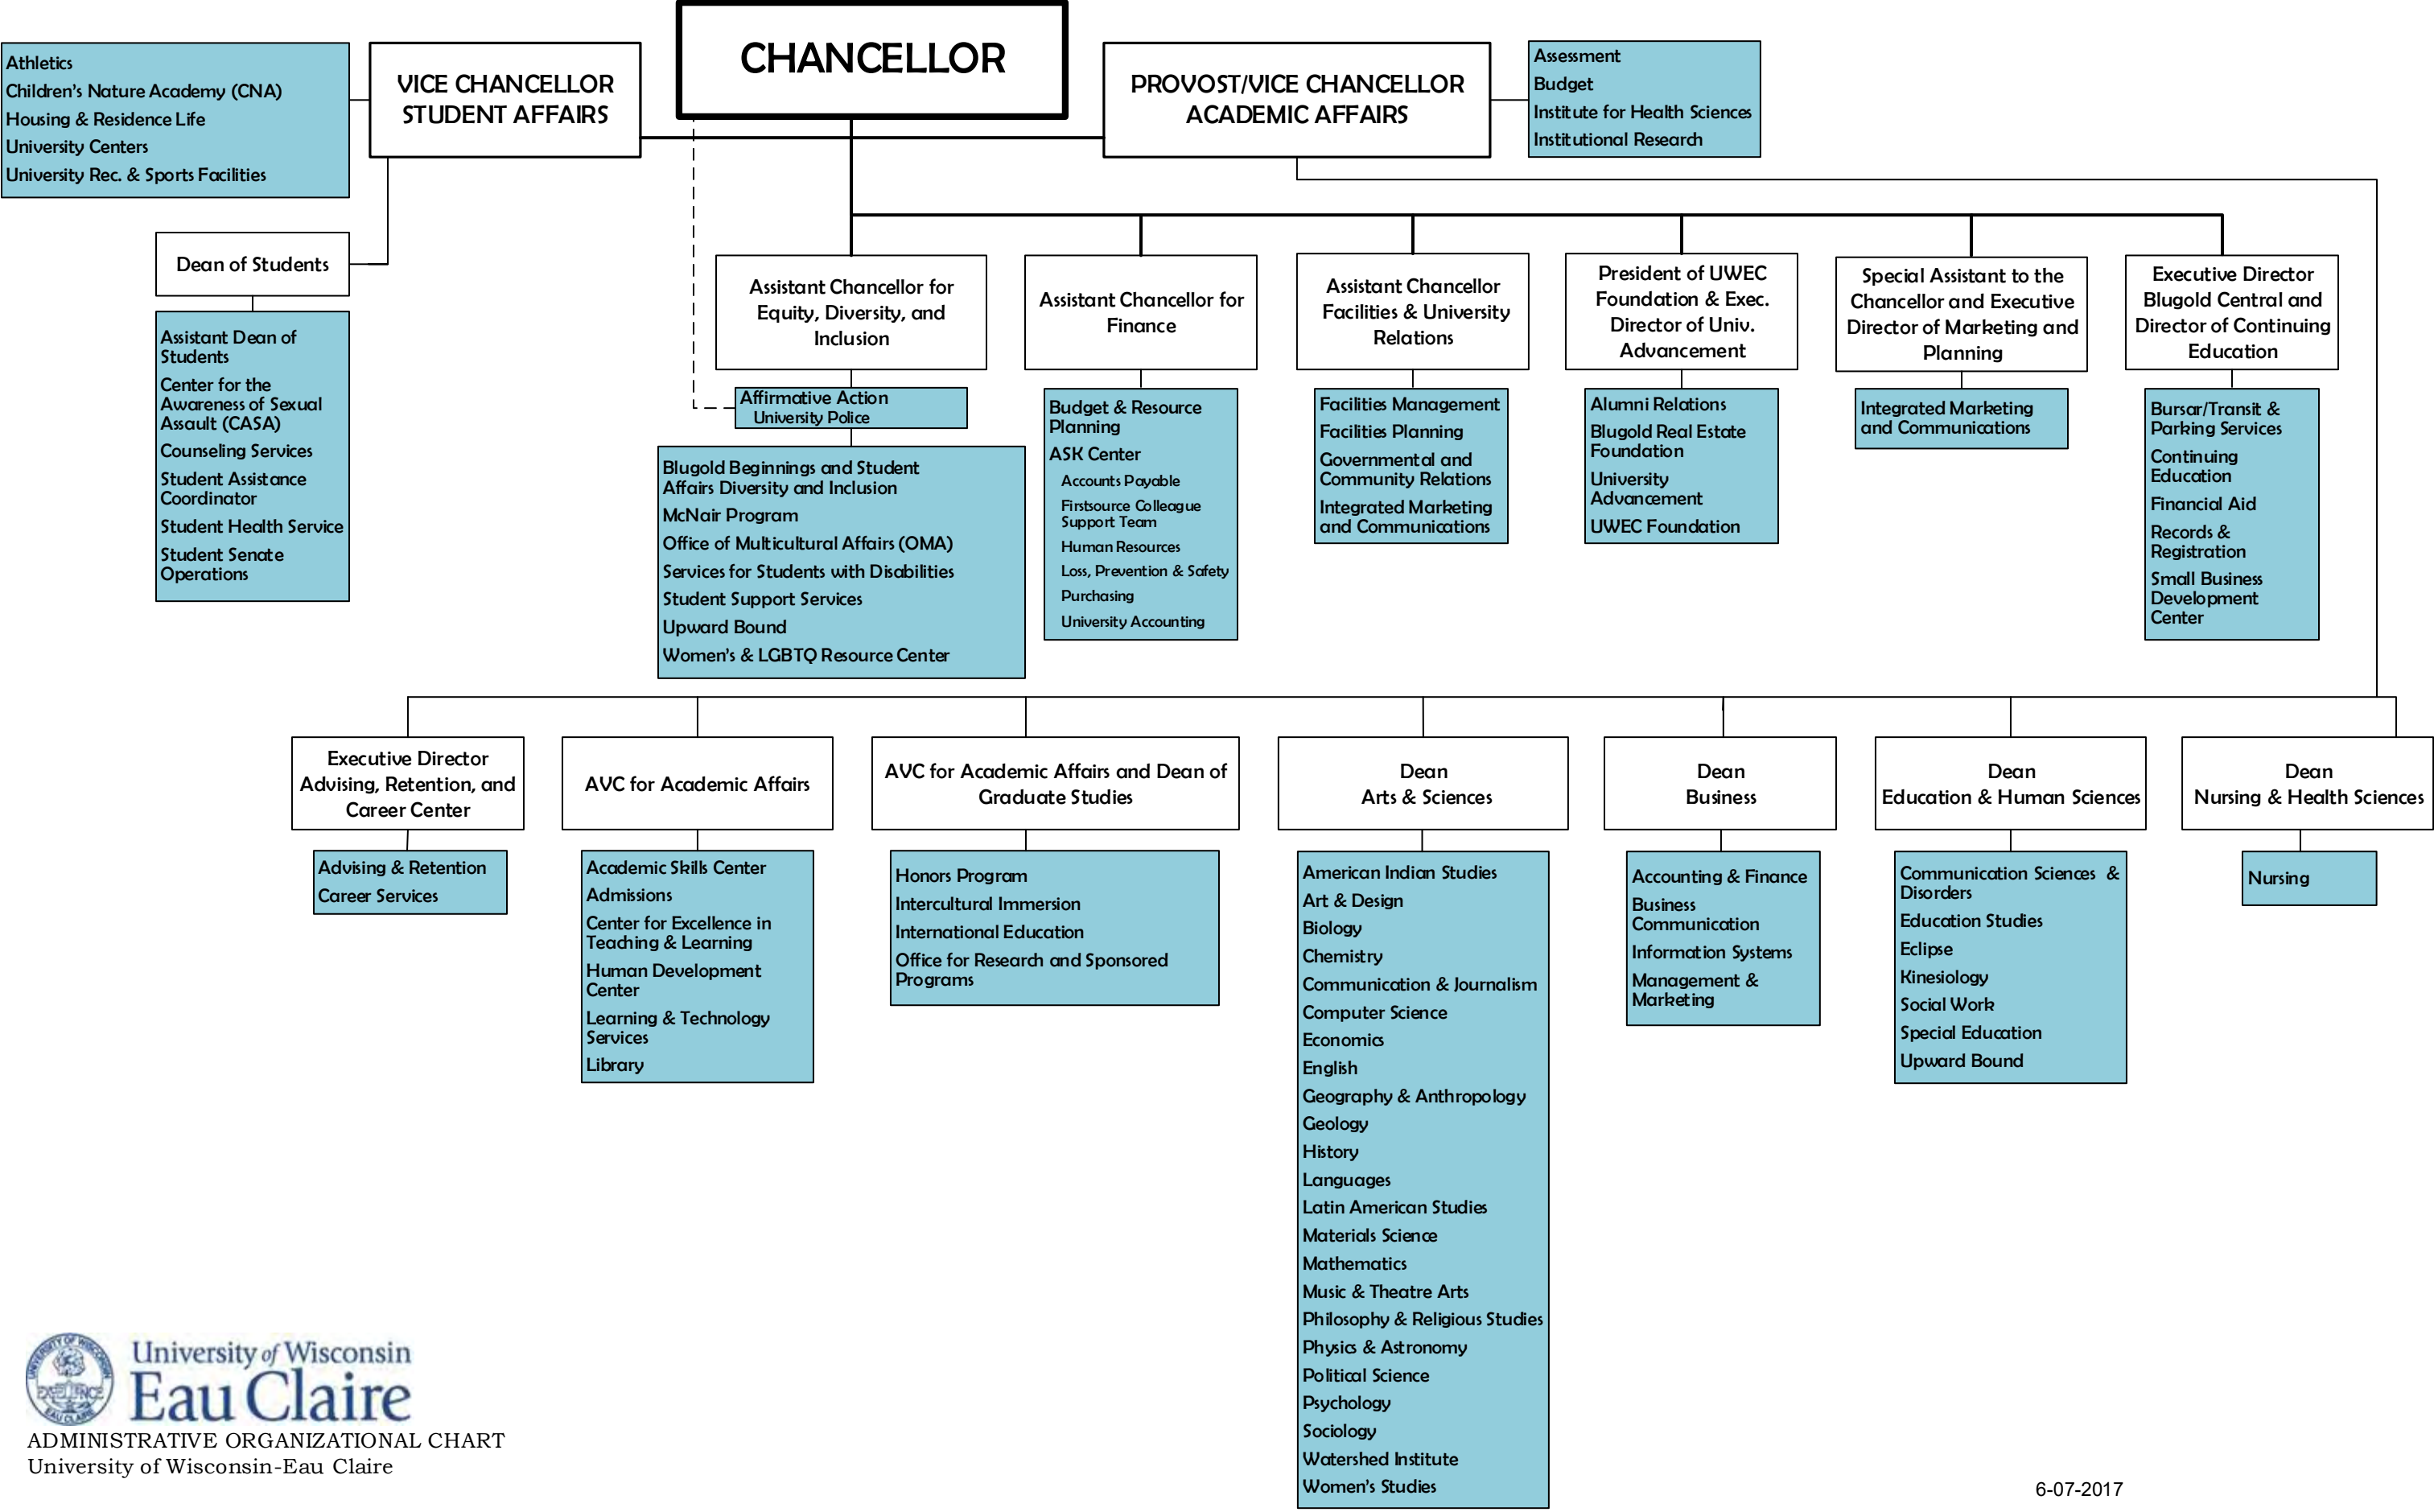 CHANCELLOR
Athletics
Children's Nature Academy (CNA)
Housing & Residence Life
University Centers
University Rec. & Sports Facilities
VICE CHANCELLOR
STUDENT AFFAIRS
PROVOST/VICE CHANCELLOR
ACADEMIC AFFAIRS
Assessment
Budget
Institute for Health Sciences
Institutional Research
Dean of Students
Assistant Dean of
Students
Center for the
Awareness of Sexual
Assault (CASA)
Counseling Services
Student Assistance
Coordinator
Student Health Service
Student Senate
Operations
Assistant Chancellor for
Equity, Diversity, and
Inclusion
Affirmative Action
University Police
Blugold Beginnings and Student
Affairs Diversity and Inclusion
McNair Program
Office of Multicultural Affairs (OMA)
Services for Students with Disabilities
Student Support Services
Upward Bound
Women's & LGBTQ Resource Center
Assistant Chancellor for
Finance
Budget & Resource
Planning
ASK Center
Accounts Payable
Firstsource Colleague
Support Team
Human Resources
Loss, Prevention & Safety
Purchasing
University Accounting
Assistant Chancellor
Facilities & University
Relations
Facilities Management
Facilities Planning
Governmental and
Community Relations
Integrated Marketing
and Communications
President of UWEC
Foundation & Exec.
Director of Univ.
Advancement
Alumni Relations
Blugold Real Estate
Foundation
University
Advancement
UWEC Foundation
Special Assistant to the
Chancellor and Executive
Director of Marketing and
Planning
Integrated Marketing
and Communications
Executive Director
Blugold Central and
Director of Continuing
Education
Bursar/Transit &
Parking Services
Continuing
Education
Financial Aid
Records &
Registration
Small Business
Development
Center
Executive Director
Advising, Retention, and
Career Center
Advising & Retention
Career Services
AVC for Academic Affairs
Academic Skills Center
Admissions
Center for Excellence in
Teaching & Learning
Human Development
Center
Learning & Technology
Services
Library
AVC for Academic Affairs and Dean of
Graduate Studies
Honors Program
Intercultural Immersion
International Education
Office for Research and Sponsored
Programs
Dean
Arts & Sciences
American Indian Studies
Art & Design
Biology
Chemistry
Communication & Journalism
Computer Science
Economics
English
Geography & Anthropology
Geology
History
Languages
Latin American Studies
Materials Science
Mathematics
Music & Theatre Arts
Philosophy & Religious Studies
Physics & Astronomy
Political Science
Psychology
Sociology
Watershed Institute
Women's Studies
Dean
Business
Accounting & Finance
Business
Communication
Information Systems
Management &
Marketing
Dean
Education & Human Sciences
Communication Sciences &
Disorders
Education Studies
Eclipse
Kinesiology
Social Work
Special Education
Upward Bound
Dean
Nursing & Health Sciences
Nursing
UNIVERSITY OF WISCONSIN
EXCELLENCE
EAU CLAIRE
University of Wisconsin
Eau Claire
ADMINISTRATIVE ORGANIZATIONAL CHART
University of Wisconsin-Eau Claire
6-07-2017